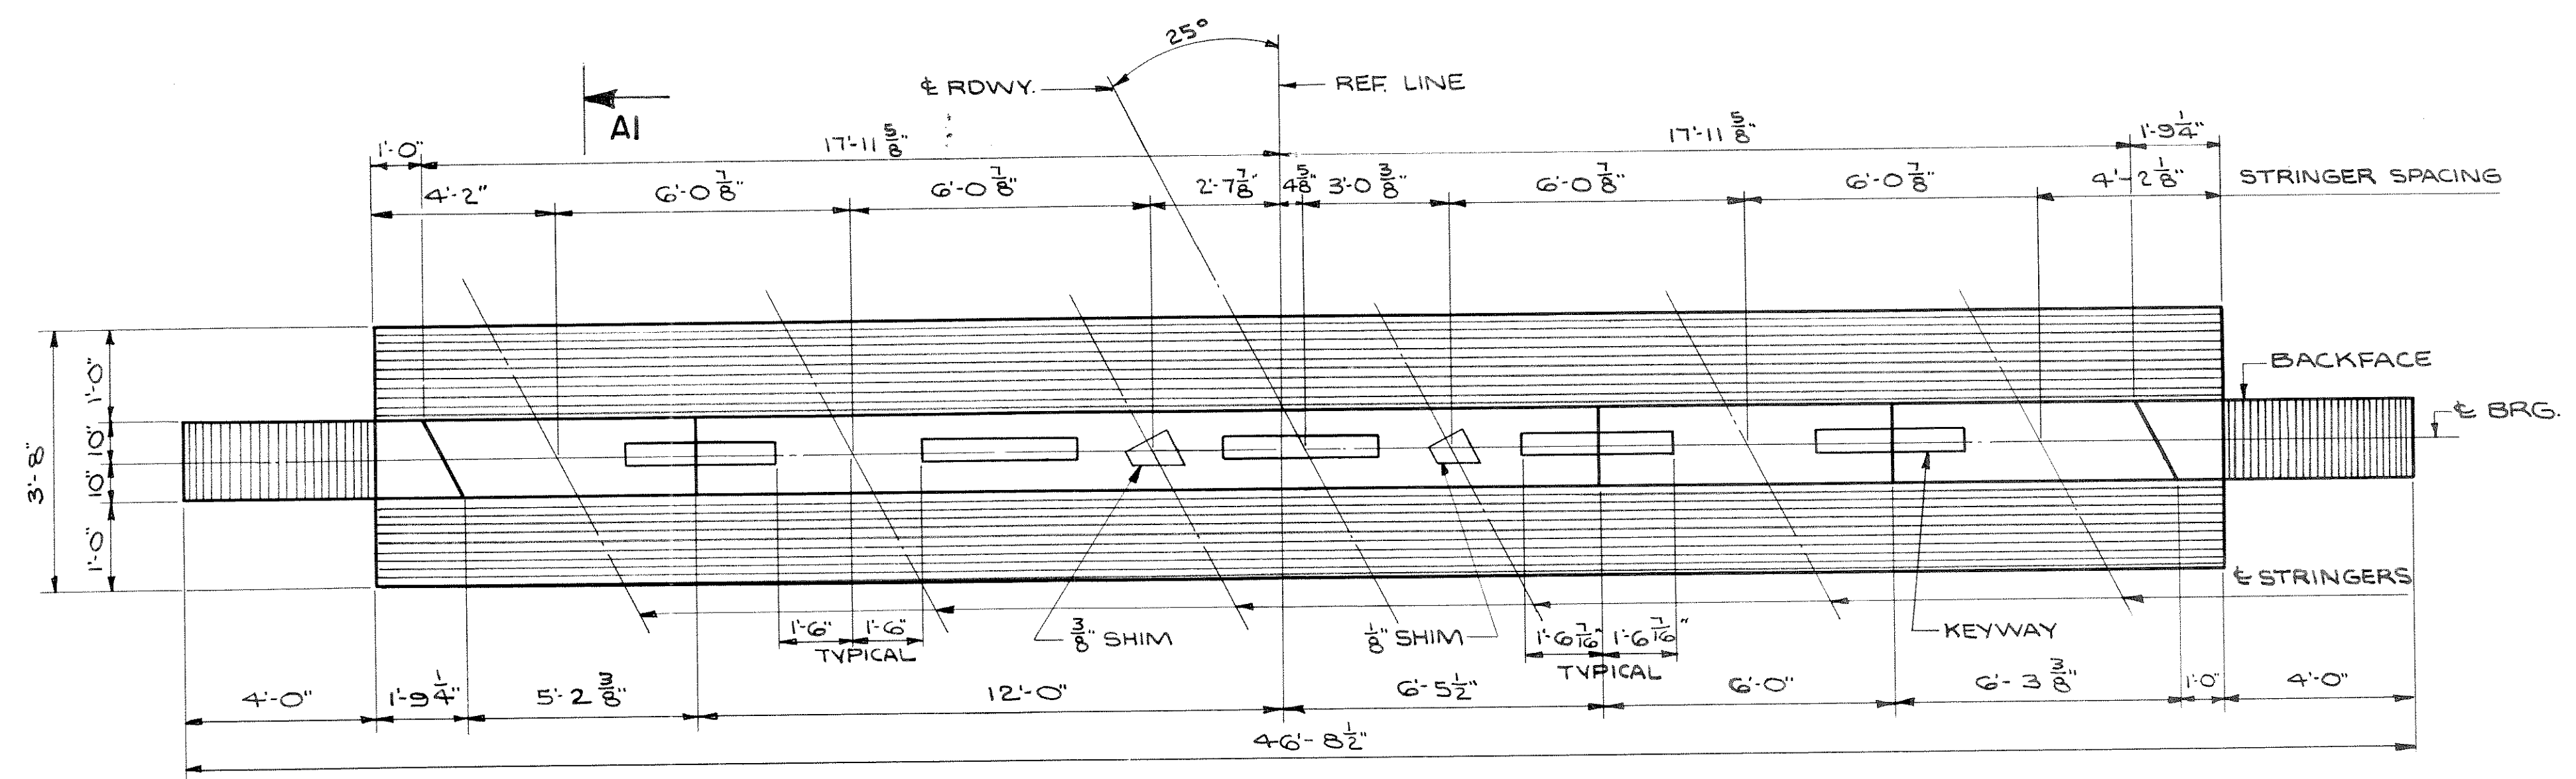 25°
℄ RDWY.
REF. LINE
A1
1'-0"
17'-11 5/8"
17'-11 5/8"
1'-9 1/4"
4'-2"
6'-0 7/8"
6'-0 7/8"
2'-7 7/8"
4 5/8"
3'-0 3/8"
6'-0 7/8"
6'-0 7/8"
4'-2 1/8"
STRINGER SPACING
3'-8"
1'-0"
10"
10"
1'-0"
BACKFACE
℄ BRG.
℄ STRINGERS
1'-6"
1'-6"
TYPICAL
3/8" SHIM
1/8" SHIM
1'-6 7/16"
1'-6 7/16"
TYPICAL
KEYWAY
4'-0"
1'-9 1/4"
5'-2 3/8"
12'-0"
6'-5 1/2"
6'-0"
6'-3 3/8"
1'-0"
4'-0"
46'-8 1/2"